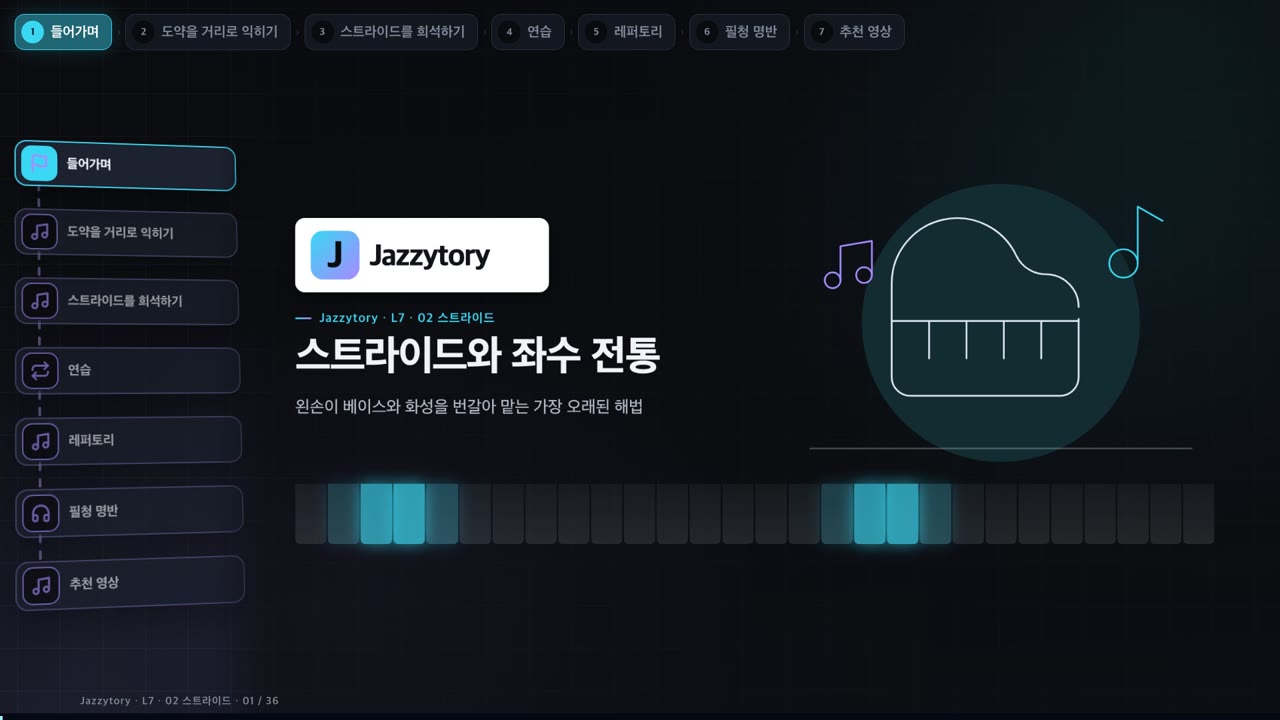 1 들어가며
2 도약을 거리로 익히기
3 스트라이드를 희석하기
4 연습
5 레퍼토리
6 필청 명반
7 추천 영상
들어가며
도약을 거리로 익히기
스트라이드를 희석하기
연습
레퍼토리
필청 명반
추천 영상
J Jazzytory
Jazzytory · L7 · 02 스트라이드
스트라이드와 좌수 전통
왼손이 베이스와 화성을 번갈아 맡는 가장 오래된 해법
Jazzytory · L7 · 02 스트라이드 · 01 / 36